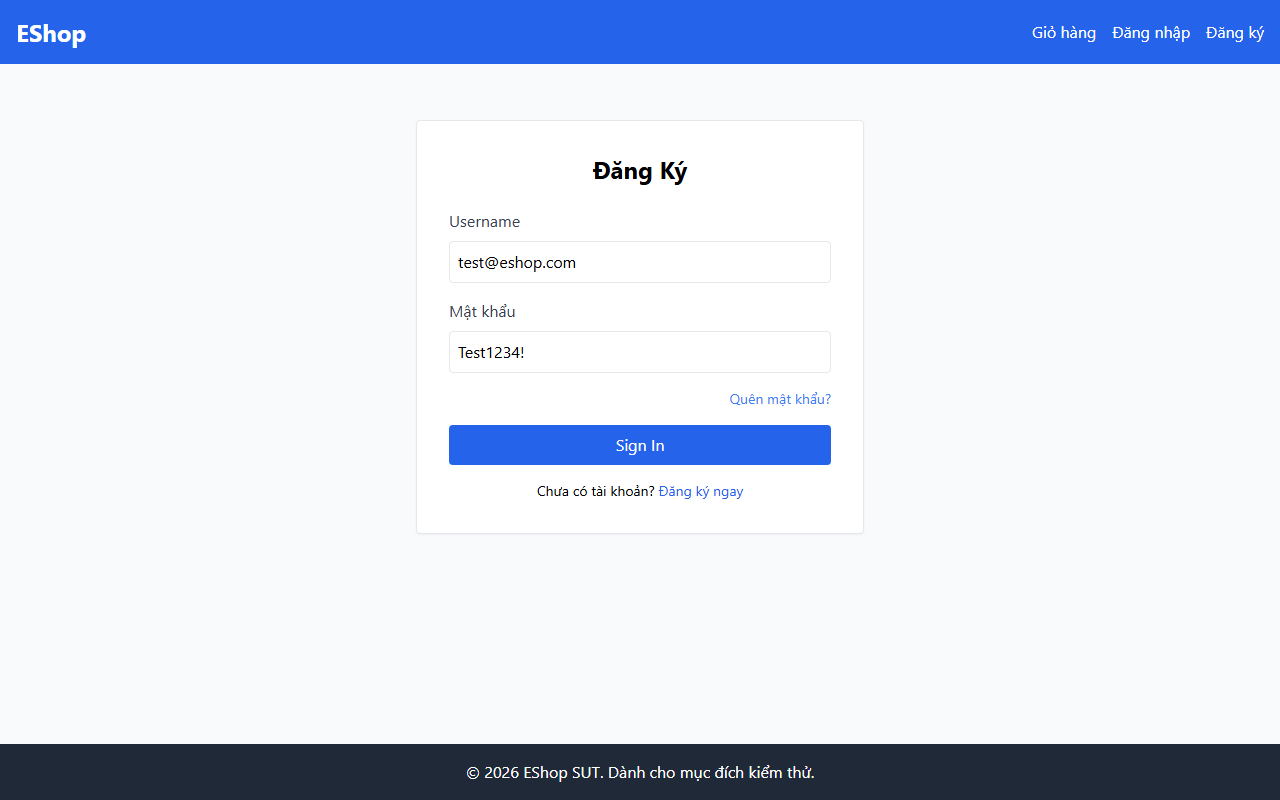 EShop
Giỏ hàng Đăng nhập Đăng ký
Đăng Ký
Username
test@eshop.com
Mật khẩu
Test1234!
Quên mật khẩu?
Sign In
Chưa có tài khoản? Đăng ký ngay
© 2026 EShop SUT. Dành cho mục đích kiểm thử.